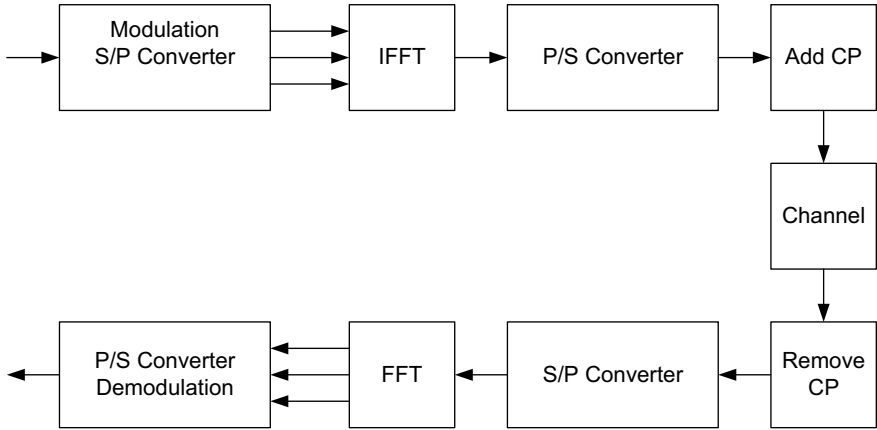 Modulation
S/P Converter
IFFT
P/S Converter
Add CP
Channel
Remove
CP
S/P Converter
FFT
P/S Converter
Demodulation